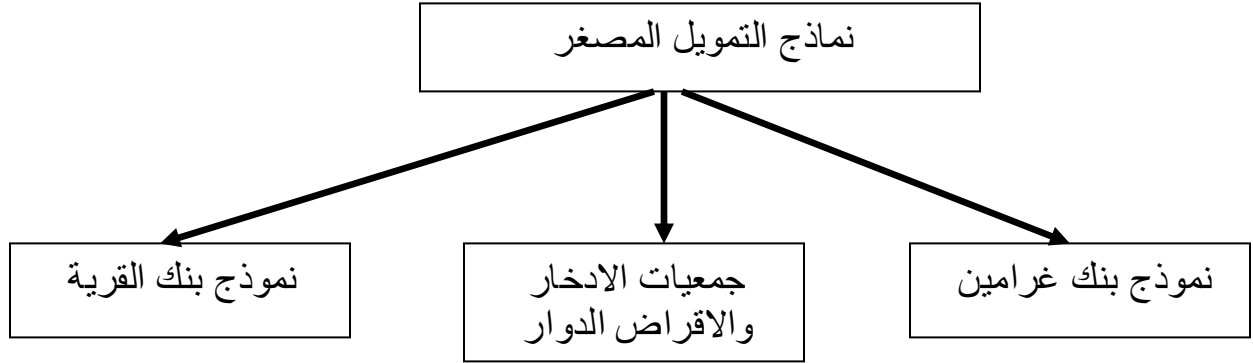 نماذج التمويل المصغر
نموذج بنك غرامين
جمعيات الادخار
والاقراض الدوار
نموذج بنك القرية